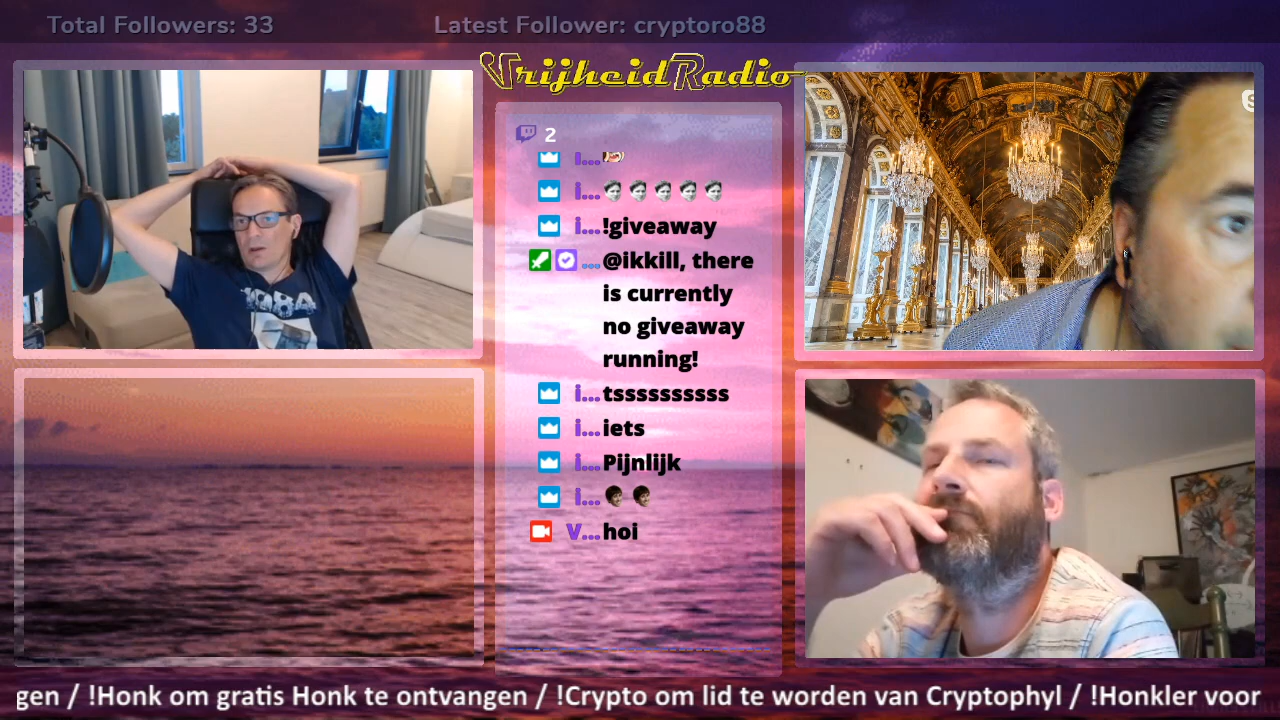 Total Followers: 33
Latest Follower: cryptoro88
VrijheidRadio
2
i...
i...
i... !giveaway
... @ikkill, there
is currently
no giveaway
running!
i... tssssssssss
i... iets
i... Pijnlijk
i...
V... hoi
gen / !Honk om gratis Honk te ontvangen / !Crypto om lid te worden van Cryptophyl / !Honkler voor